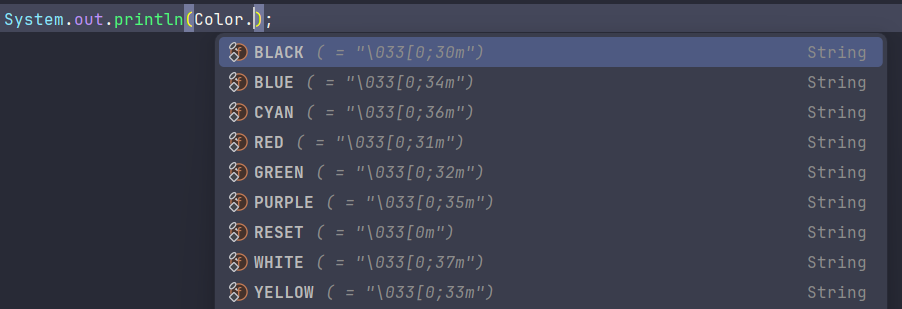 System.out.println(Color.);
BLACK ( = "\033[0;30m") String
BLUE ( = "\033[0;34m") String
CYAN ( = "\033[0;36m") String
RED ( = "\033[0;31m") String
GREEN ( = "\033[0;32m") String
PURPLE ( = "\033[0;35m") String
RESET ( = "\033[0m") String
WHITE ( = "\033[0;37m") String
YELLOW ( = "\033[0;33m") String